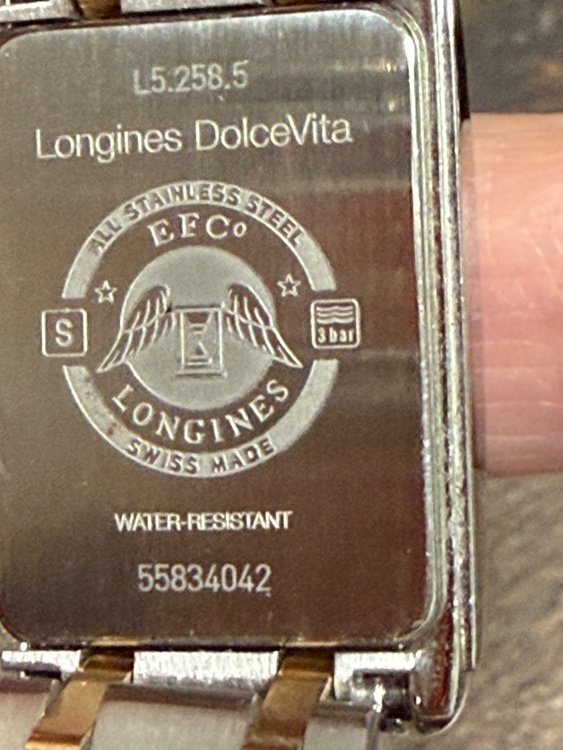 L5.258.5
Longines DolceVita
ALL STAINLESS STEEL
EFCo
S
3 bar
LONGINES
SWISS MADE
WATER-RESISTANT
55834042